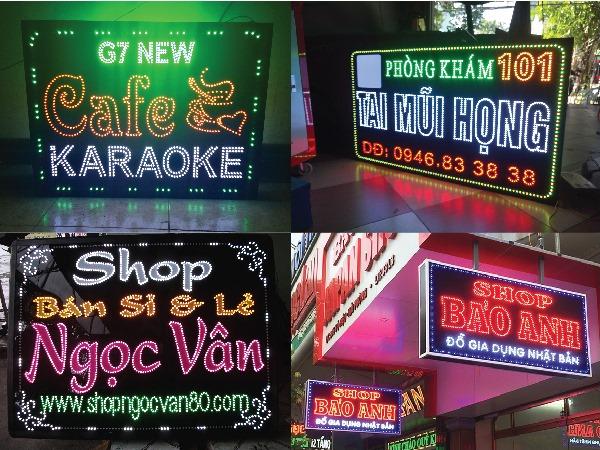 G7 NEW
Cafe
KARAOKE
PHÒNG KHÁM 101
TAI MŨI HỌNG
DĐ: 0946.83 38 38
Shop
Bán Sỉ & Lẻ
Ngọc Vân
www.shopngocvan80.com
SHOP
BẢO ANH
ĐỒ GIA DỤNG NHẬT BẢN
SHOP
BẢO ANH
ĐỒ GIA DỤNG NHẬT BẢN